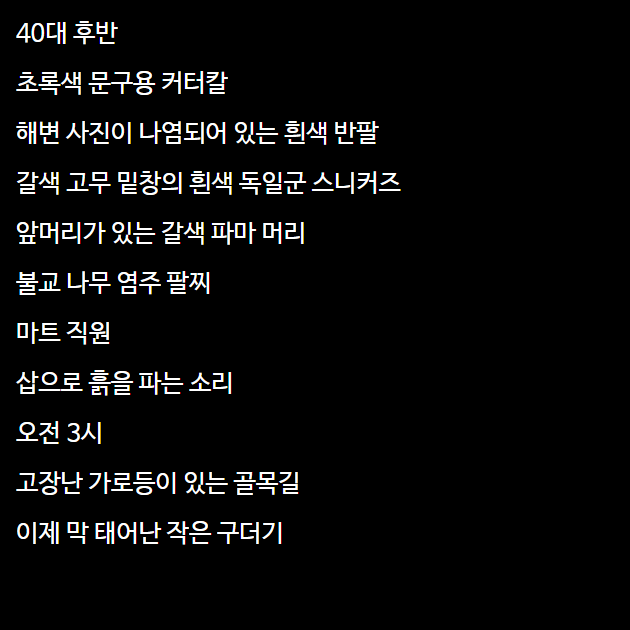 40대 후반
초록색 문구용 커터칼
해변 사진이 나염되어 있는 흰색 반팔
갈색 고무 밑창의 흰색 독일군 스니커즈
앞머리가 있는 갈색 파마 머리
불교 나무 염주 팔찌
마트 직원
삽으로 흙을 파는 소리
오전 3시
고장난 가로등이 있는 골목길
이제 막 태어난 작은 구더기